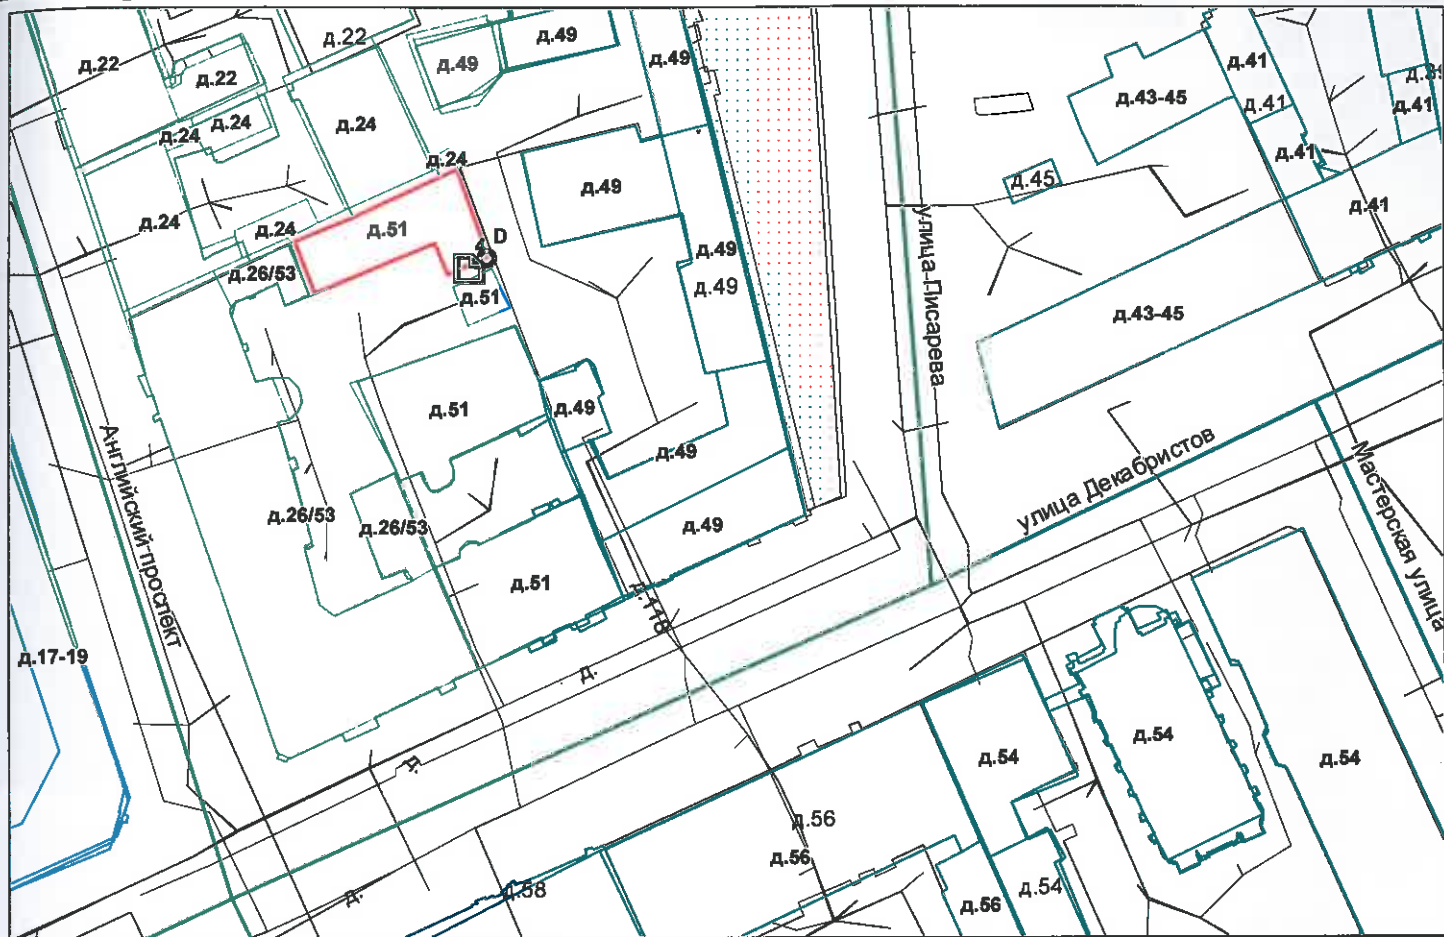 д.22
д.22
д.49
д.49
д.41
д.22
д.49
д.43-45
д.41
д.41
д.24
д.24
д.24
д.41
д.24
д.49
д.45
д.24
д.24
д.51
D
д.49
д.41
д.26/53
д.51
д.49
д.43-45
улица Писарева
д.51
д.49
д.49
Английский проспект
улица Декабристов
Мастерская улица
д.26/53
д.26/53
д.49
д.51
д.118
д.17-19
д.
д.54
д.54
д.54
д.
д.56
д.56
д.58
д.
д.56
д.54